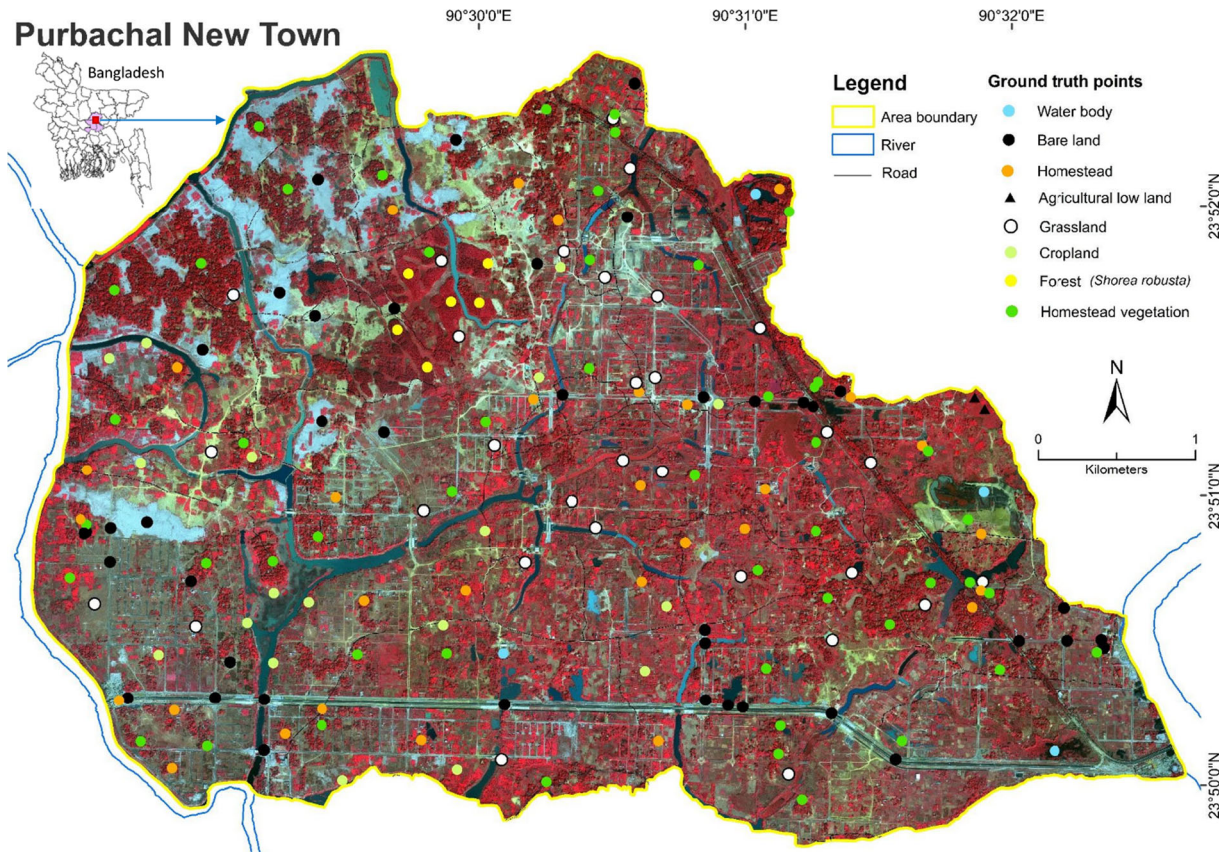 90°30'0"E
90°31'0"E
90°32'0"E
Purbachal New Town
Bangladesh
Legend
Area boundary
River
Road
Ground truth points
Water body
Bare land
Homestead
Agricultural low land
Grassland
Cropland
Forest (Shorea robusta)
Homestead vegetation
N
0
1
Kilometers
23°52'0"N
23°51'0"N
23°50'0"N